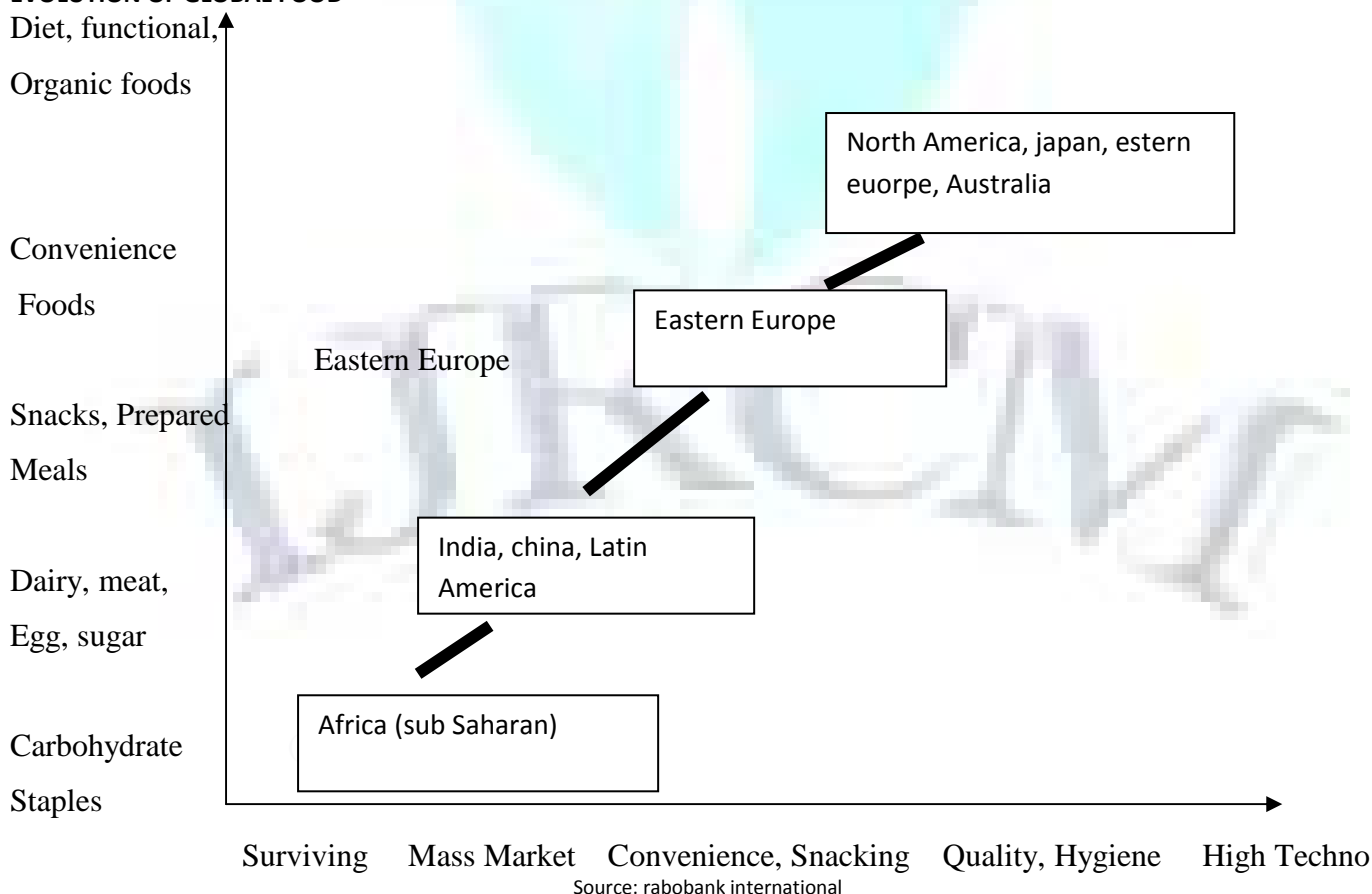 EVOLUTION OF GLOBAL FOOD
Diet, functional,
Organic foods
North America, japan, estern
euorpe, Australia
Convenience
Foods
Eastern Europe
Eastern Europe
Snacks, Prepared
Meals
India, china, Latin
America
Dairy, meat,
Egg, sugar
Africa (sub Saharan)
Carbohydrate
Staples
Surviving Mass Market Convenience, Snacking Quality, Hygiene High Techno
Source: rabobank international
IJRCM